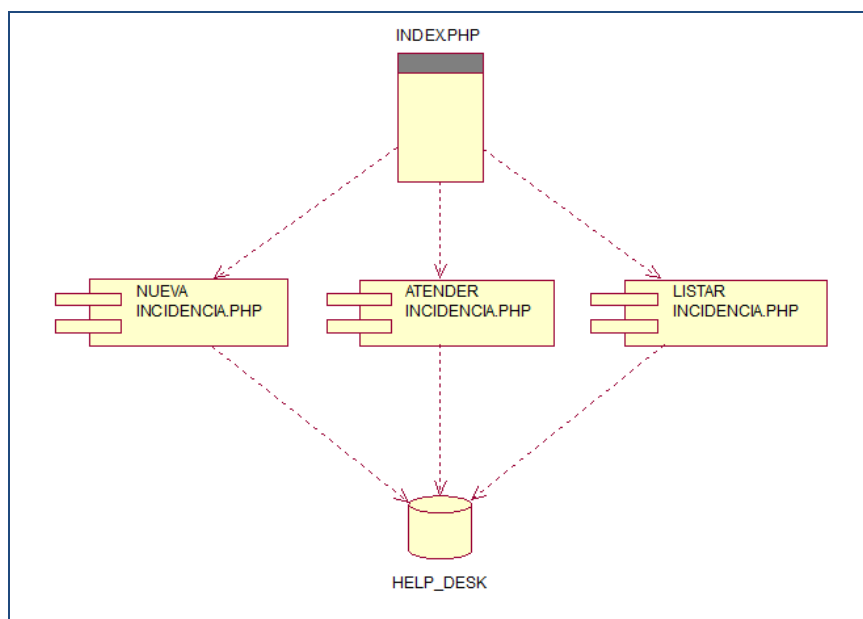 INDEX.PHP
NUEVA
INCIDENCIA.PHP
ATENDER
INCIDENCIA.PHP
LISTAR
INCIDENCIA.PHP
HELP_DESK